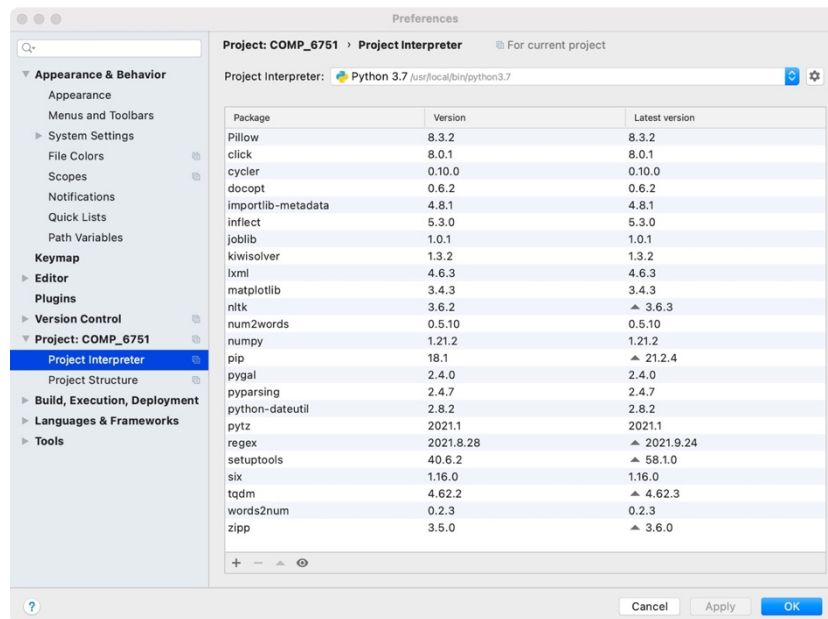 Preferences
Project: COMP_6751 › Project Interpreter For current project
Project Interpreter: Python 3.7 /usr/local/bin/python3.7
Appearance & Behavior
Appearance
Menus and Toolbars
System Settings
File Colors
Scopes
Notifications
Quick Lists
Path Variables
Keymap
Editor
Plugins
Version Control
Project: COMP_6751
Project Interpreter
Project Structure
Build, Execution, Deployment
Languages & Frameworks
Tools
Package Version Latest version
Pillow 8.3.2 8.3.2
click 8.0.1 8.0.1
cycler 0.10.0 0.10.0
docopt 0.6.2 0.6.2
importlib-metadata 4.8.1 4.8.1
inflect 5.3.0 5.3.0
joblib 1.0.1 1.0.1
kiwisolver 1.3.2 1.3.2
lxml 4.6.3 4.6.3
matplotlib 3.4.3 3.4.3
nltk 3.6.2 ▲ 3.6.3
num2words 0.5.10 0.5.10
numpy 1.21.2 1.21.2
pip 18.1 ▲ 21.2.4
pygal 2.4.0 2.4.0
pyparsing 2.4.7 2.4.7
python-dateutil 2.8.2 2.8.2
pytz 2021.1 2021.1
regex 2021.8.28 ▲ 2021.9.24
setuptools 40.6.2 ▲ 58.1.0
six 1.16.0 1.16.0
tqdm 4.62.2 ▲ 4.62.3
words2num 0.2.3 0.2.3
zipp 3.5.0 ▲ 3.6.0
? Cancel Apply OK